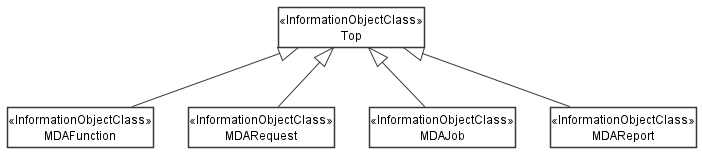 «InformationObjectClass»
Top
«InformationObjectClass»
MDAFunction
«InformationObjectClass»
MDARequest
«InformationObjectClass»
MDAJob
«InformationObjectClass»
MDAReport